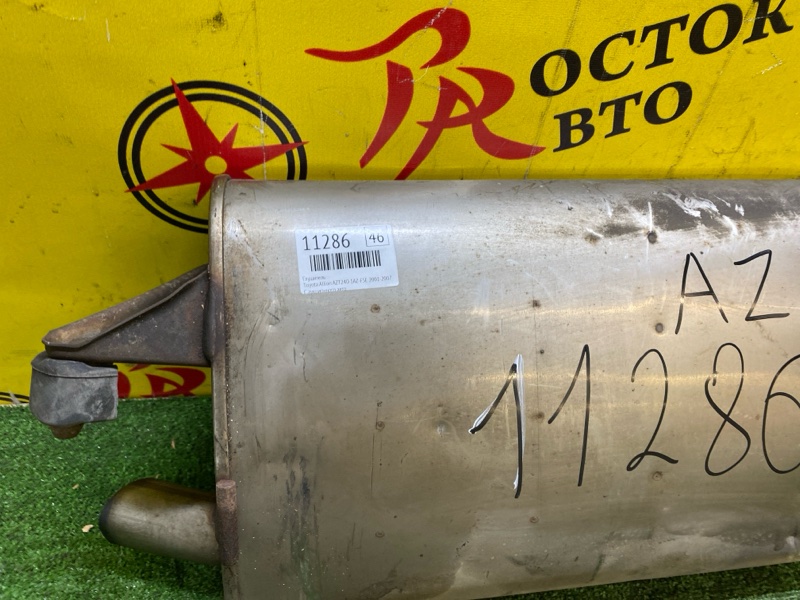 ВОСТОК
АВТО
11286 46
Глушитель
Toyota Allion AZT240 1AZ-FSE 2001-2007
AZ
11286